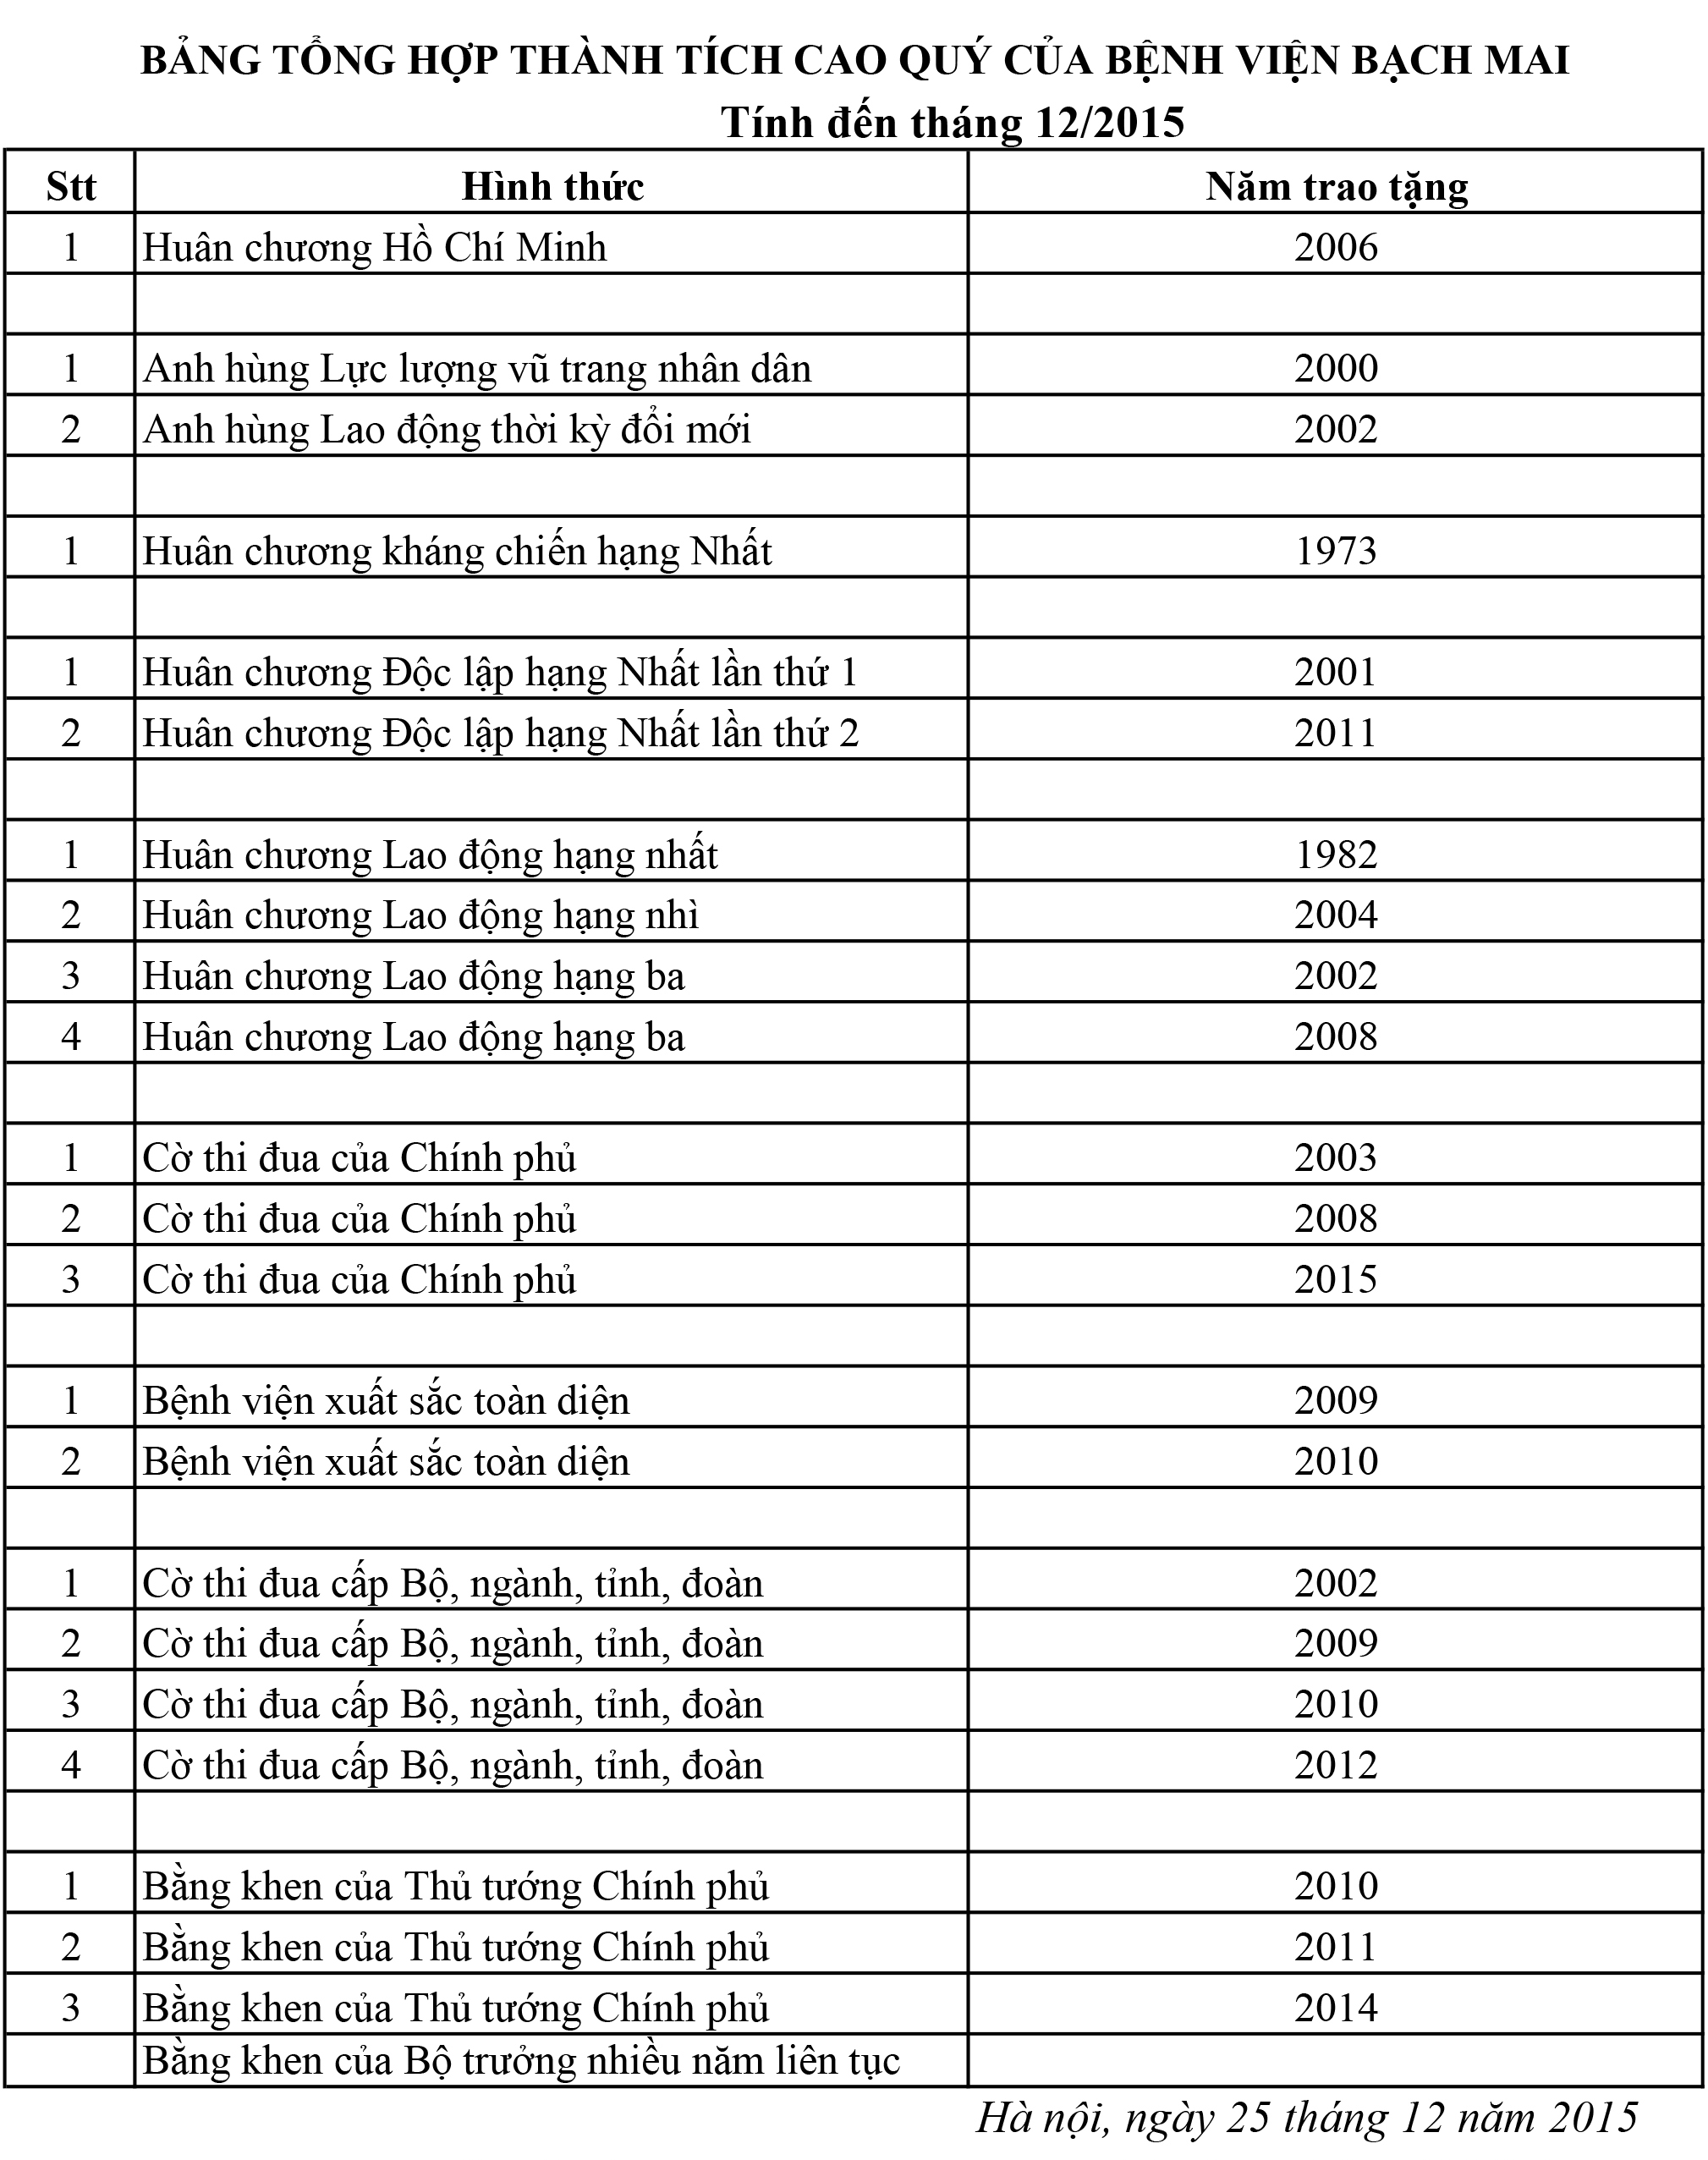 BẢNG TỔNG HỢP THÀNH TÍCH CAO QUÝ CỦA BỆNH VIỆN BẠCH MAI
Tính đến tháng 12/2015
Stt Hình thức Năm trao tặng
1 Huân chương Hồ Chí Minh 2006
1 Anh hùng Lực lượng vũ trang nhân dân 2000
2 Anh hùng Lao động thời kỳ đổi mới 2002
1 Huân chương kháng chiến hạng Nhất 1973
1 Huân chương Độc lập hạng Nhất lần thứ 1 2001
2 Huân chương Độc lập hạng Nhất lần thứ 2 2011
1 Huân chương Lao động hạng nhất 1982
2 Huân chương Lao động hạng nhì 2004
3 Huân chương Lao động hạng ba 2002
4 Huân chương Lao động hạng ba 2008
1 Cờ thi đua của Chính phủ 2003
2 Cờ thi đua của Chính phủ 2008
3 Cờ thi đua của Chính phủ 2015
1 Bệnh viện xuất sắc toàn diện 2009
2 Bệnh viện xuất sắc toàn diện 2010
1 Cờ thi đua cấp Bộ, ngành, tỉnh, đoàn 2002
2 Cờ thi đua cấp Bộ, ngành, tỉnh, đoàn 2009
3 Cờ thi đua cấp Bộ, ngành, tỉnh, đoàn 2010
4 Cờ thi đua cấp Bộ, ngành, tỉnh, đoàn 2012
1 Bằng khen của Thủ tướng Chính phủ 2010
2 Bằng khen của Thủ tướng Chính phủ 2011
3 Bằng khen của Thủ tướng Chính phủ 2014
Bằng khen của Bộ trưởng nhiều năm liên tục
Hà nội, ngày 25 tháng 12 năm 2015